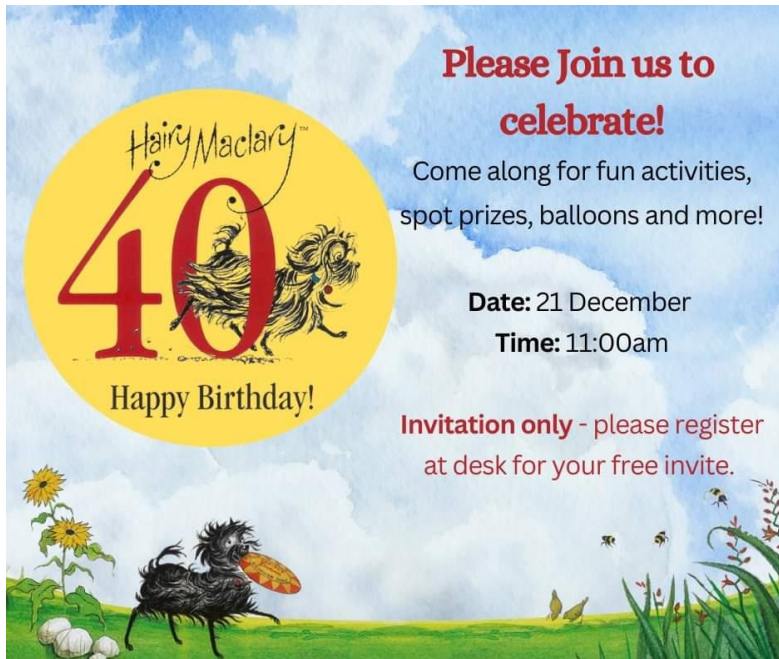 Hairy Maclary™
40
Happy Birthday!
Please Join us to
celebrate!
Come along for fun activities,
spot prizes, balloons and more!
Date: 21 December
Time: 11:00am
Invitation only - please register
at desk for your free invite.